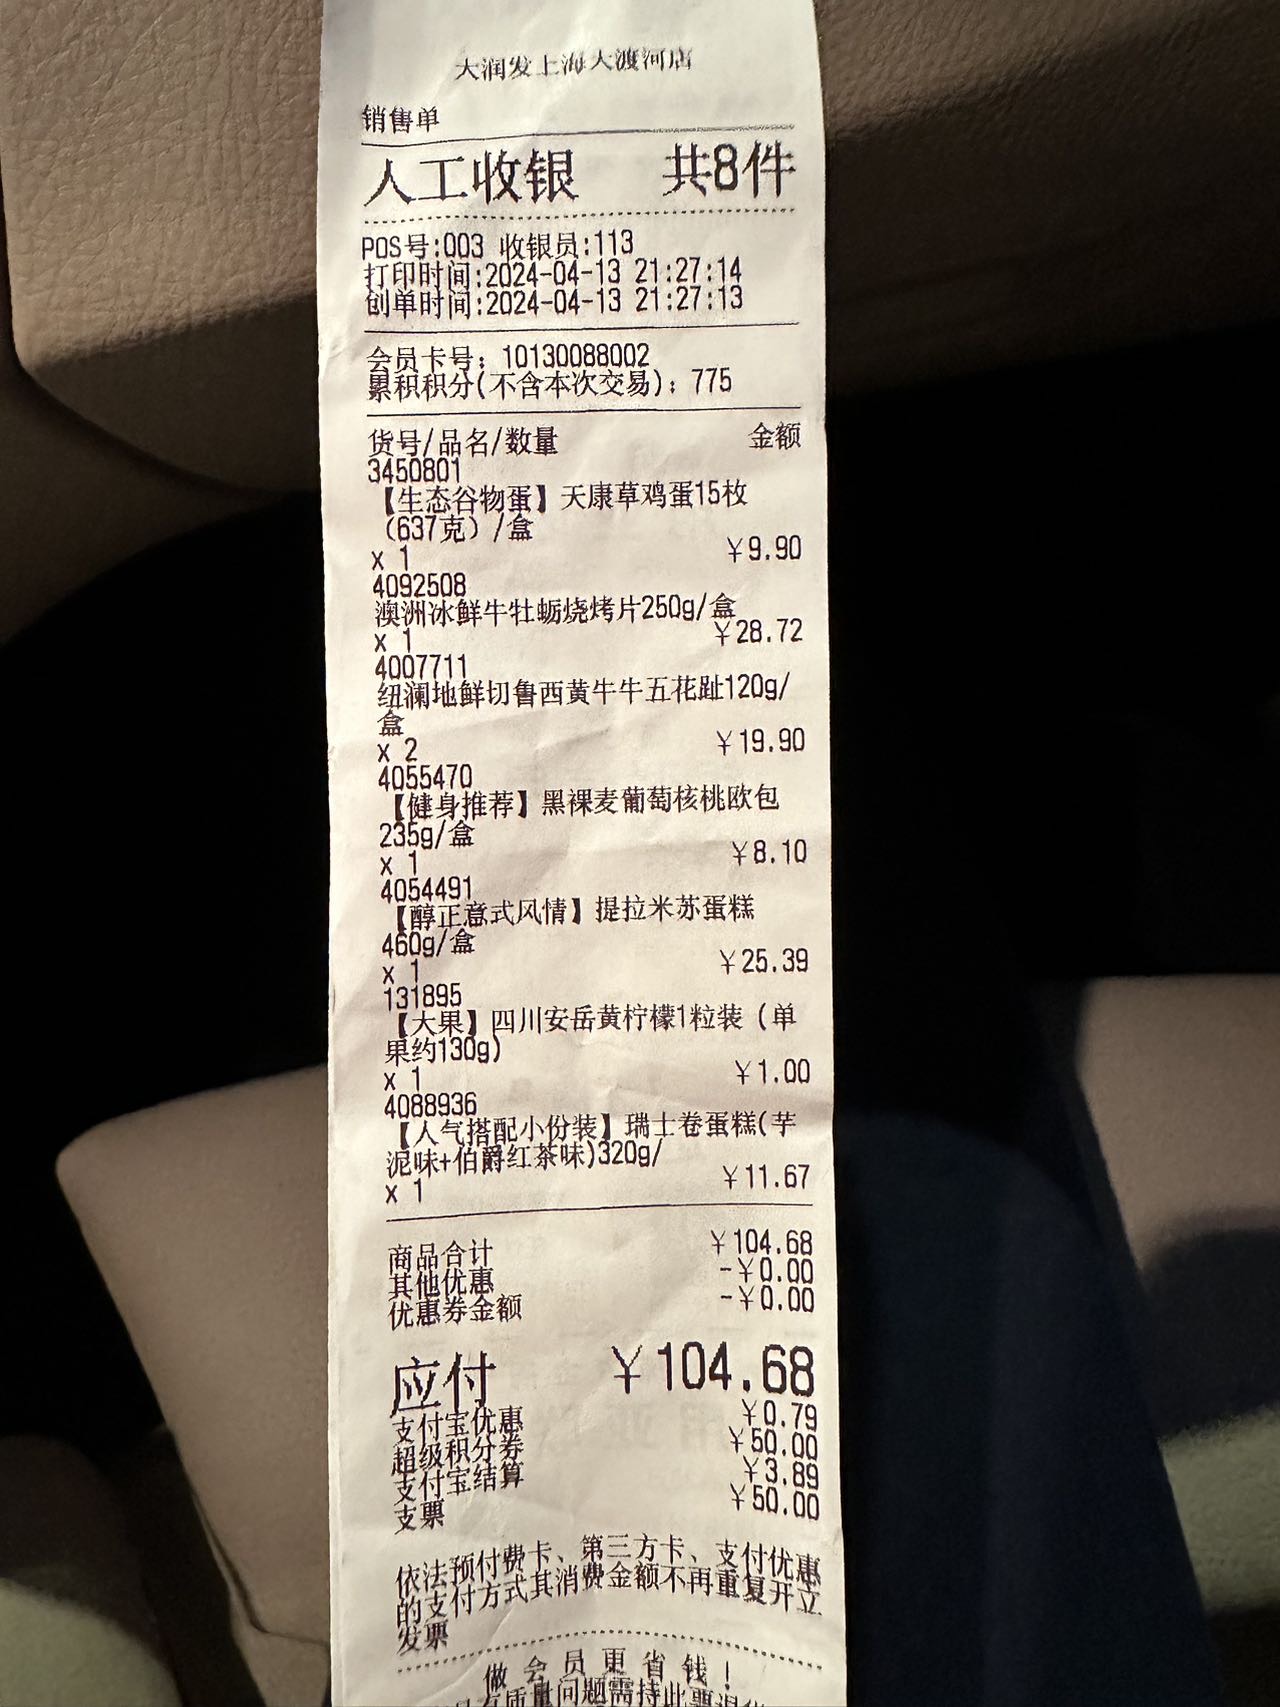 大润发上海大渡河店
销售单
人工收银 共8件
POS号:003 收银员:113
打印时间:2024-04-13 21:27:14
创单时间:2024-04-13 21:27:13
会员卡号：10130088002
累积积分(不含本次交易)：775
货号/品名/数量 金额
3450801
【生态谷物蛋】天康草鸡蛋15枚
（637克）/盒
x 1 ￥9.90
4092508
澳洲冰鲜牛牡蛎烧烤片250g/盒
x 1 ￥28.72
4007711
纽澜地鲜切鲁西黄牛牛五花趾120g/
盒
x 2 ￥19.90
4055470
【健身推荐】黑裸麦葡萄核桃欧包
235g/盒
x 1 ￥8.10
4054491
【醇正意式风情】提拉米苏蛋糕
460g/盒
x 1 ￥25.39
131895
【大果】四川安岳黄柠檬1粒装（单
果约130g)
x 1 ￥1.00
4088936
【人气搭配小份装】瑞士卷蛋糕(芋
泥味+伯爵红茶味)320g/
x 1 ￥11.67
商品合计 ￥104.68
其他优惠 -￥0.00
优惠券金额 -￥0.00
应付 ￥104.68
支付宝优惠 ￥0.79
超级积分券 ￥50.00
支付宝结算 ￥3.89
支票 ￥50.00
依法预付费卡、第三方卡、支付优惠
的支付方式其消费金额不再重复开立
发票
做会员更省钱！
质量问题需持此票退